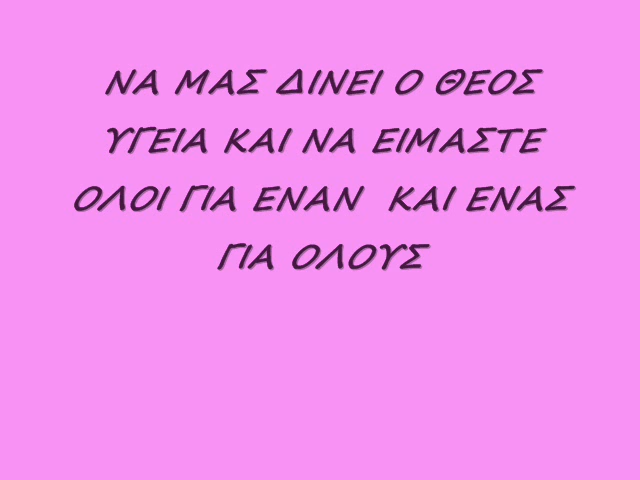 ΝΑ ΜΑΣ ΔΙΝΕΙ Ο ΘΕΟΣ
ΥΓΕΙΑ ΚΑΙ ΝΑ ΕΙΜΑΣΤΕ
ΟΛΟΙ ΓΙΑ ΕΝΑΝ ΚΑΙ ΕΝΑΣ
ΓΙΑ ΟΛΟΥΣ